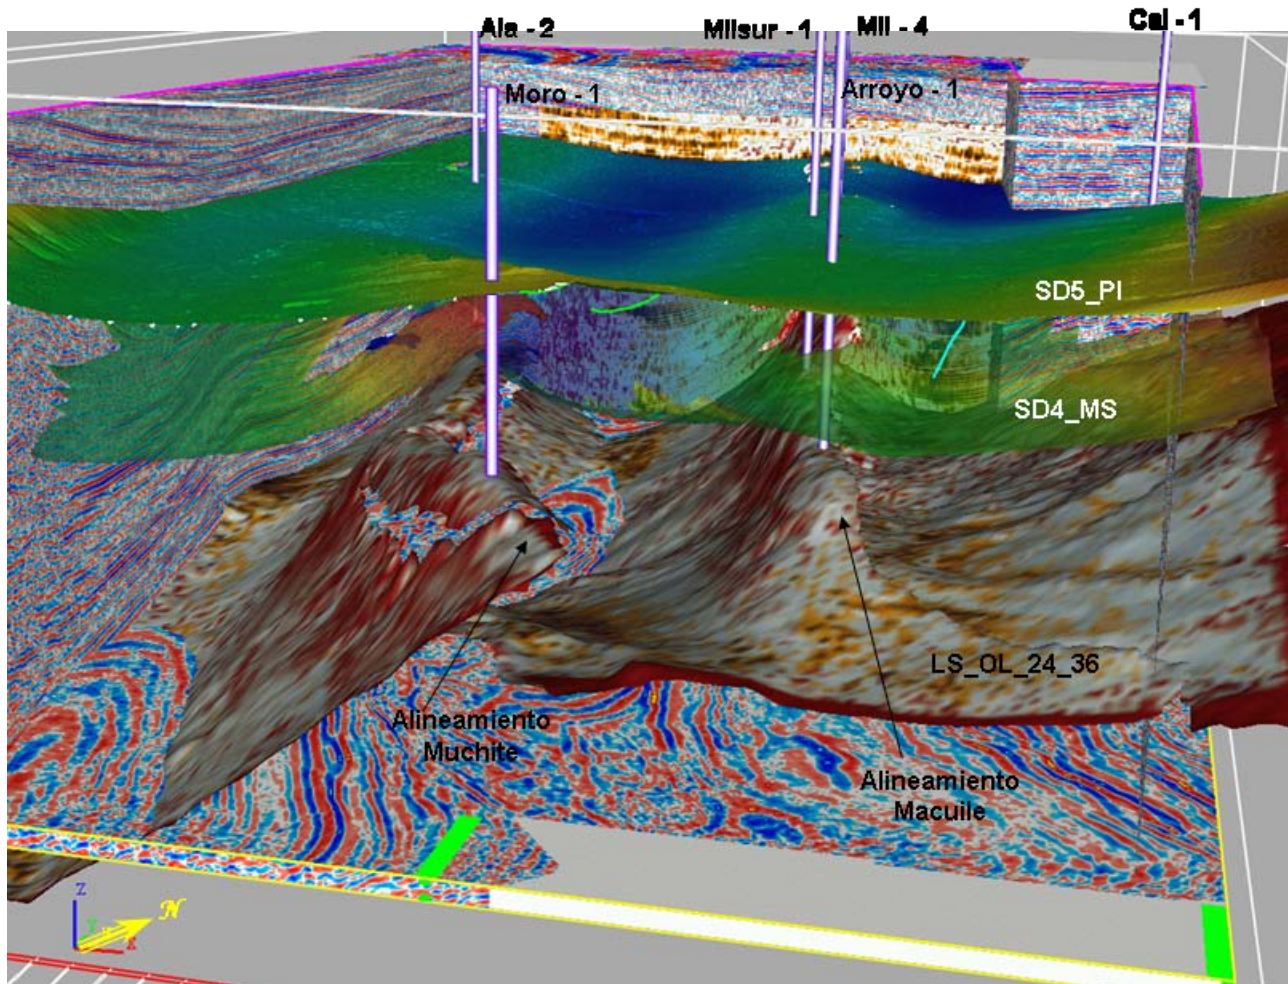 Ala - 2
Milsur - 1
Mil - 4
Cal - 1
Moro - 1
Arroyo - 1
SD5_PI
SD4_MS
LS_OL_24_36
Alineamiento
Muchite
Alineamiento
Macuile
Z
Y
X
N